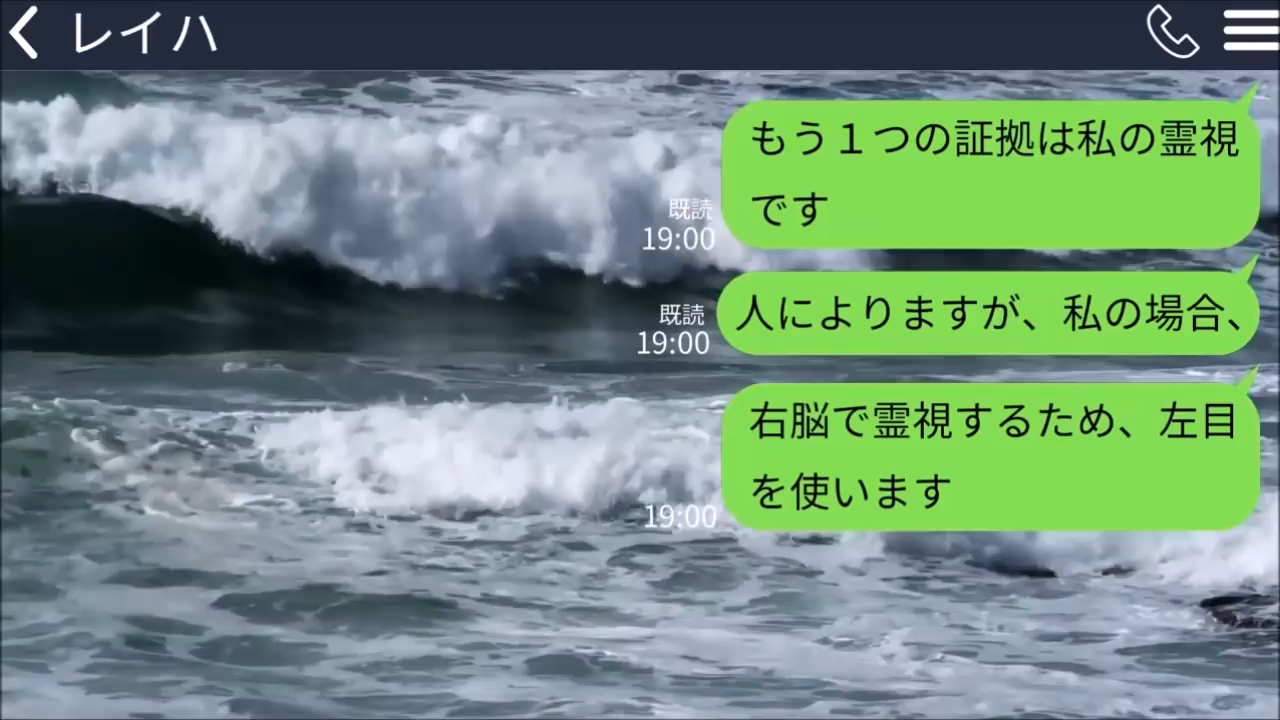 レイハ
もう１つの証拠は私の霊視
です
既読
19:00
人によりますが、私の場合、
既読
19:00
右脳で霊視するため、左目
を使います
19:00